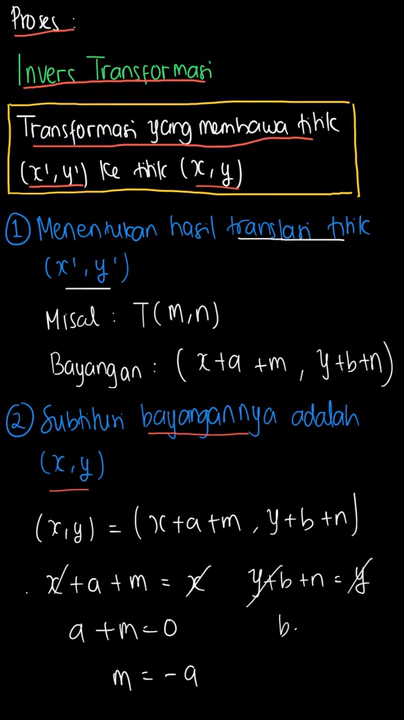 Proses :
Invers Transformasi
Transformasi yang membawa titik
(x', y') ke titik (x, y)
① Menentukan hasil translasi titik
(x', y')
Misal : T(m, n)
Bayangan : (x+a +m , y+b+n)
② Subtitusi bayangannya adalah
(x, y)
(x, y) = (x+a+m , y+b+n)
x+a+m = x y+b+n = y
a+m=0 b.
m = -a